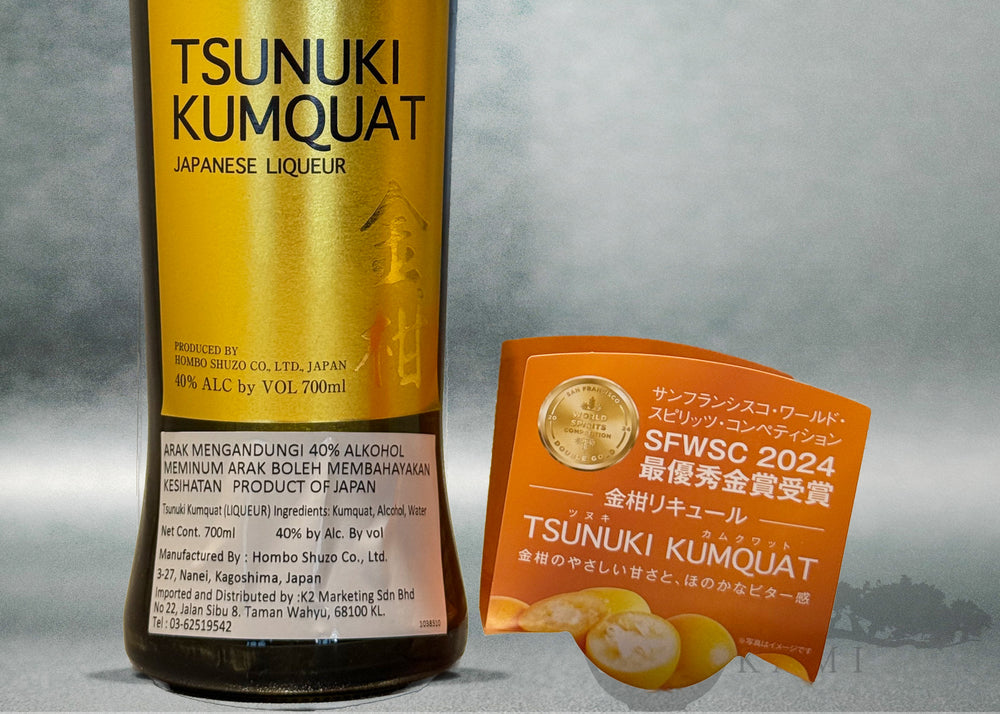 TSUNUKI
KUMQUAT
JAPANESE LIQUEUR
金柑
PRODUCED BY
HOMBO SHUZO CO., LTD., JAPAN
40% ALC by VOL 700ml
ARAK MENGANDUNGI 40% ALKOHOL
MEMINUM ARAK BOLEH MEMBAHAYAKAN
KESIHATAN PRODUCT OF JAPAN
Tsunuki Kumquat (LIQUEUR) Ingredients: Kumquat, Alcohol, Water
Net Cont. 700ml 40% by Alc. By vol
Manufactured By : Hombo Shuzo Co., Ltd.
3-27, Nanei, Kagoshima, Japan
Imported and Distributed by :K2 Marketing Sdn Bhd
No 22, Jalan Sibu 8. Taman Wahyu, 68100 KL.
Tel : 03-62519542 1038510
SAN FRANCISCO
20 24
WORLD
SPIRITS
COMPETITION
DOUBLE GOLD
サンフランシスコ・ワールド・
スピリッツ・コンペティション
SFWSC 2024
最優秀金賞受賞
金柑リキュール
ツヌキ カムクワット
TSUNUKI KUMQUAT
金柑のやさしい甘さと、ほのかなビター感
※写真はイメージです
KAMI